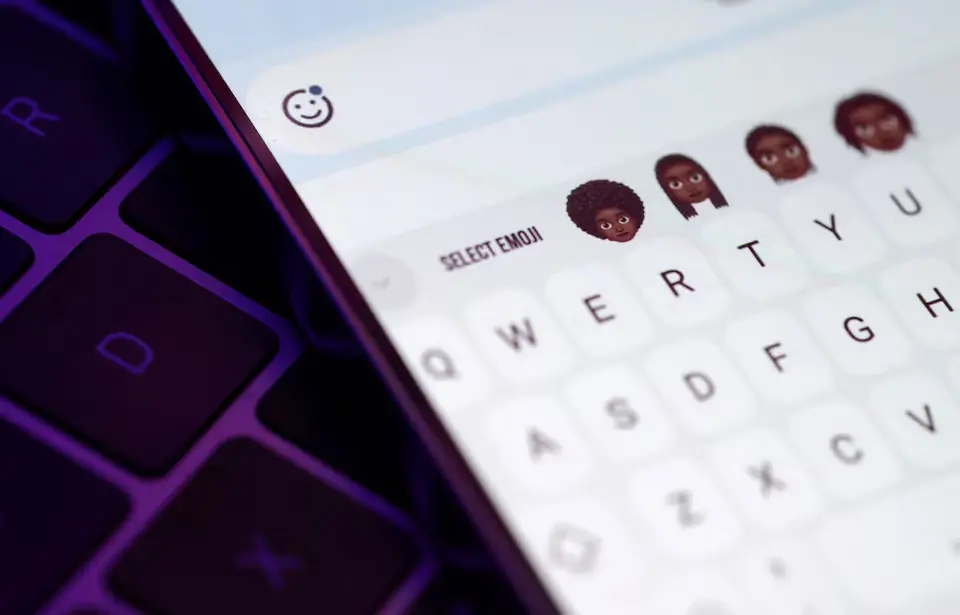 R
D
X
SELECT EMOJI
Q W E R T Y U
A S D F G H
Z X C V